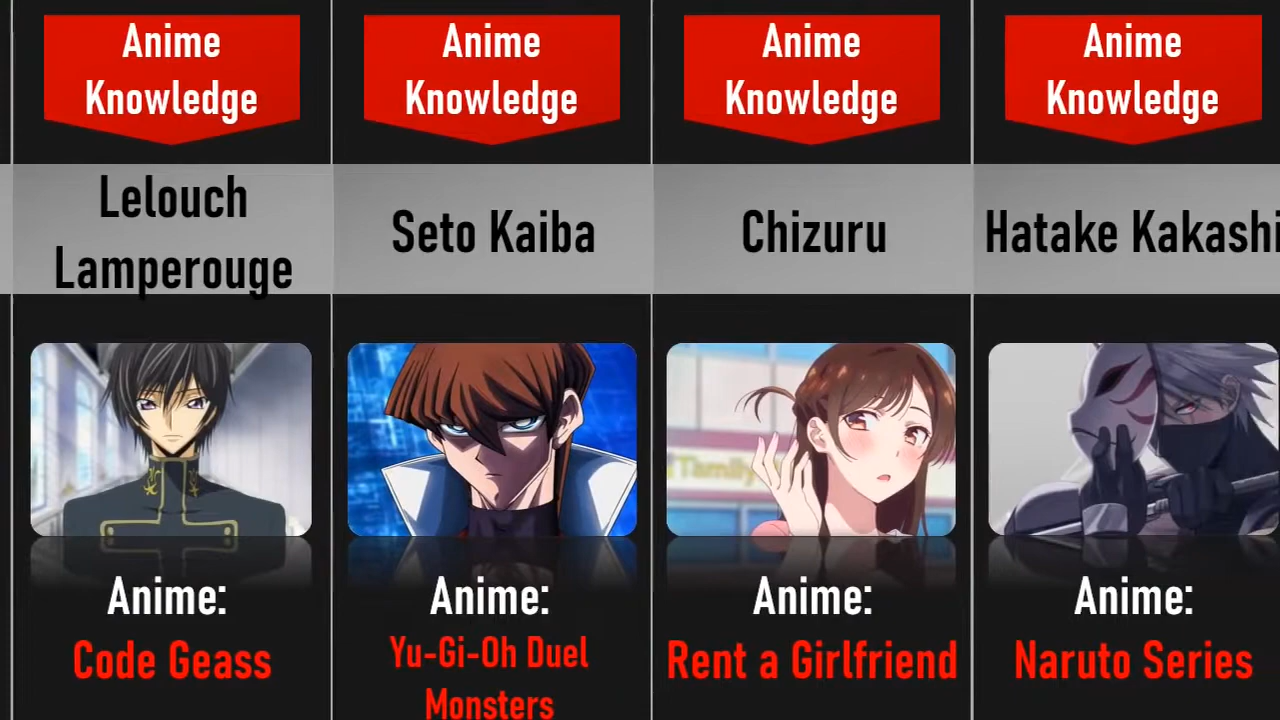 Anime
Knowledge
Lelouch
Lamperouge
Anime:
Code Geass
Anime
Knowledge
Seto Kaiba
Anime:
Yu-Gi-Oh Duel
Monsters
Anime
Knowledge
Chizuru
Family
Anime:
Rent a Girlfriend
Anime
Knowledge
Hatake Kakashi
Anime:
Naruto Series